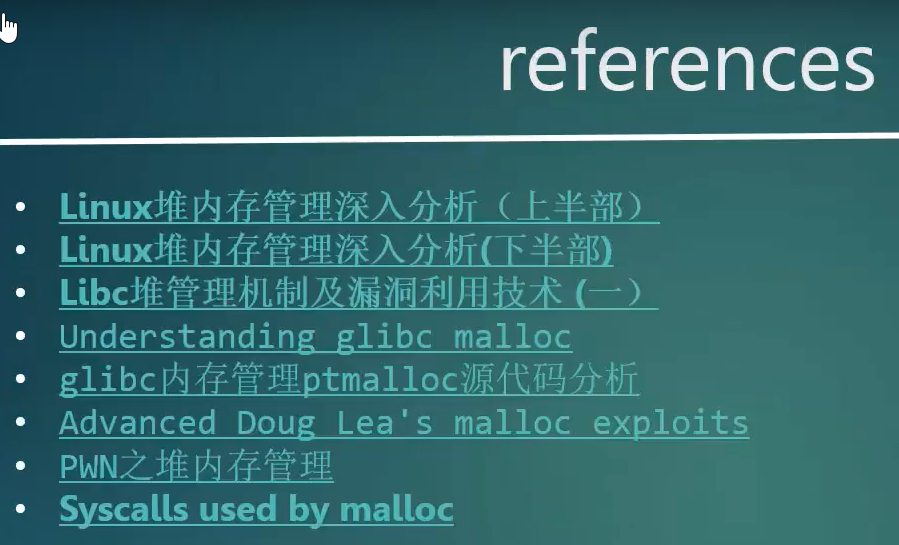 references
• Linux堆内存管理深入分析（上半部）
• Linux堆内存管理深入分析(下半部)
• Libc堆管理机制及漏洞利用技术 (一）
• Understanding glibc malloc
• glibc内存管理ptmalloc源代码分析
• Advanced Doug Lea's malloc exploits
• PWN之堆内存管理
• Syscalls used by malloc